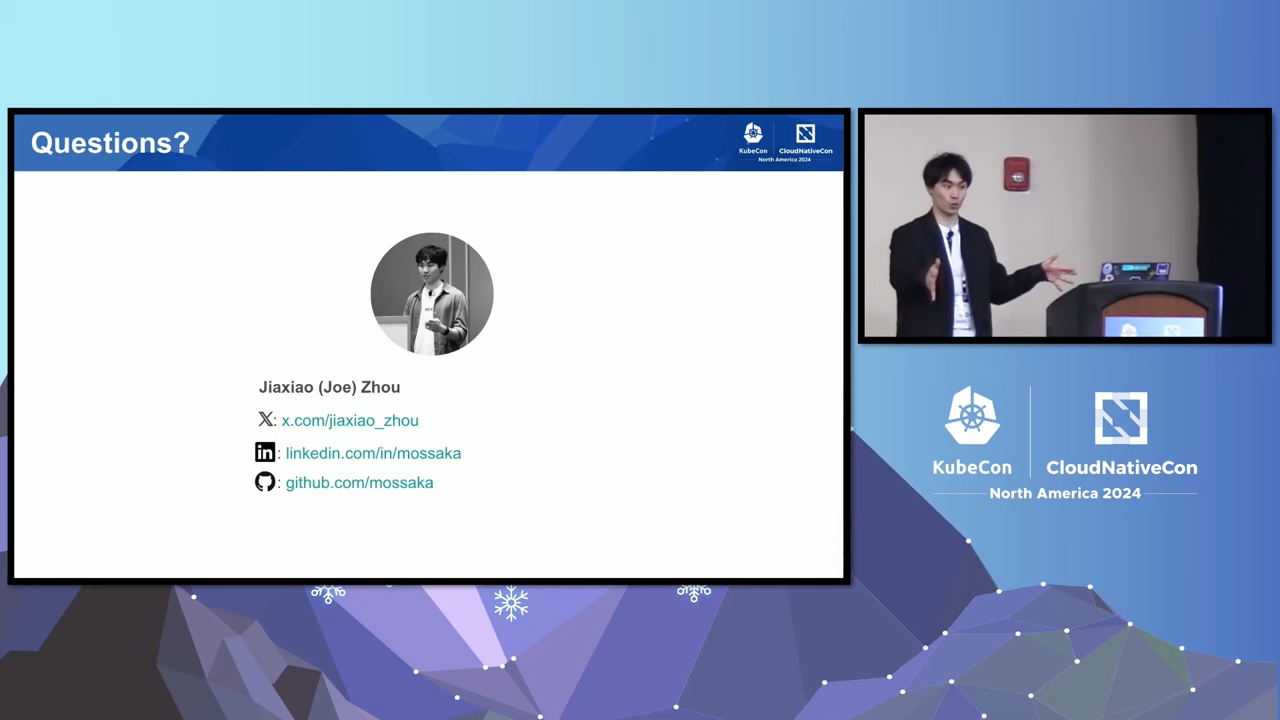 Questions?
KubeCon
CloudNativeCon
North America 2024
Jiaxiao (Joe) Zhou
X: x.com/jiaxiao_zhou
in: linkedin.com/in/mossaka
: github.com/mossaka
KubeCon
CloudNativeCon
North America 2024